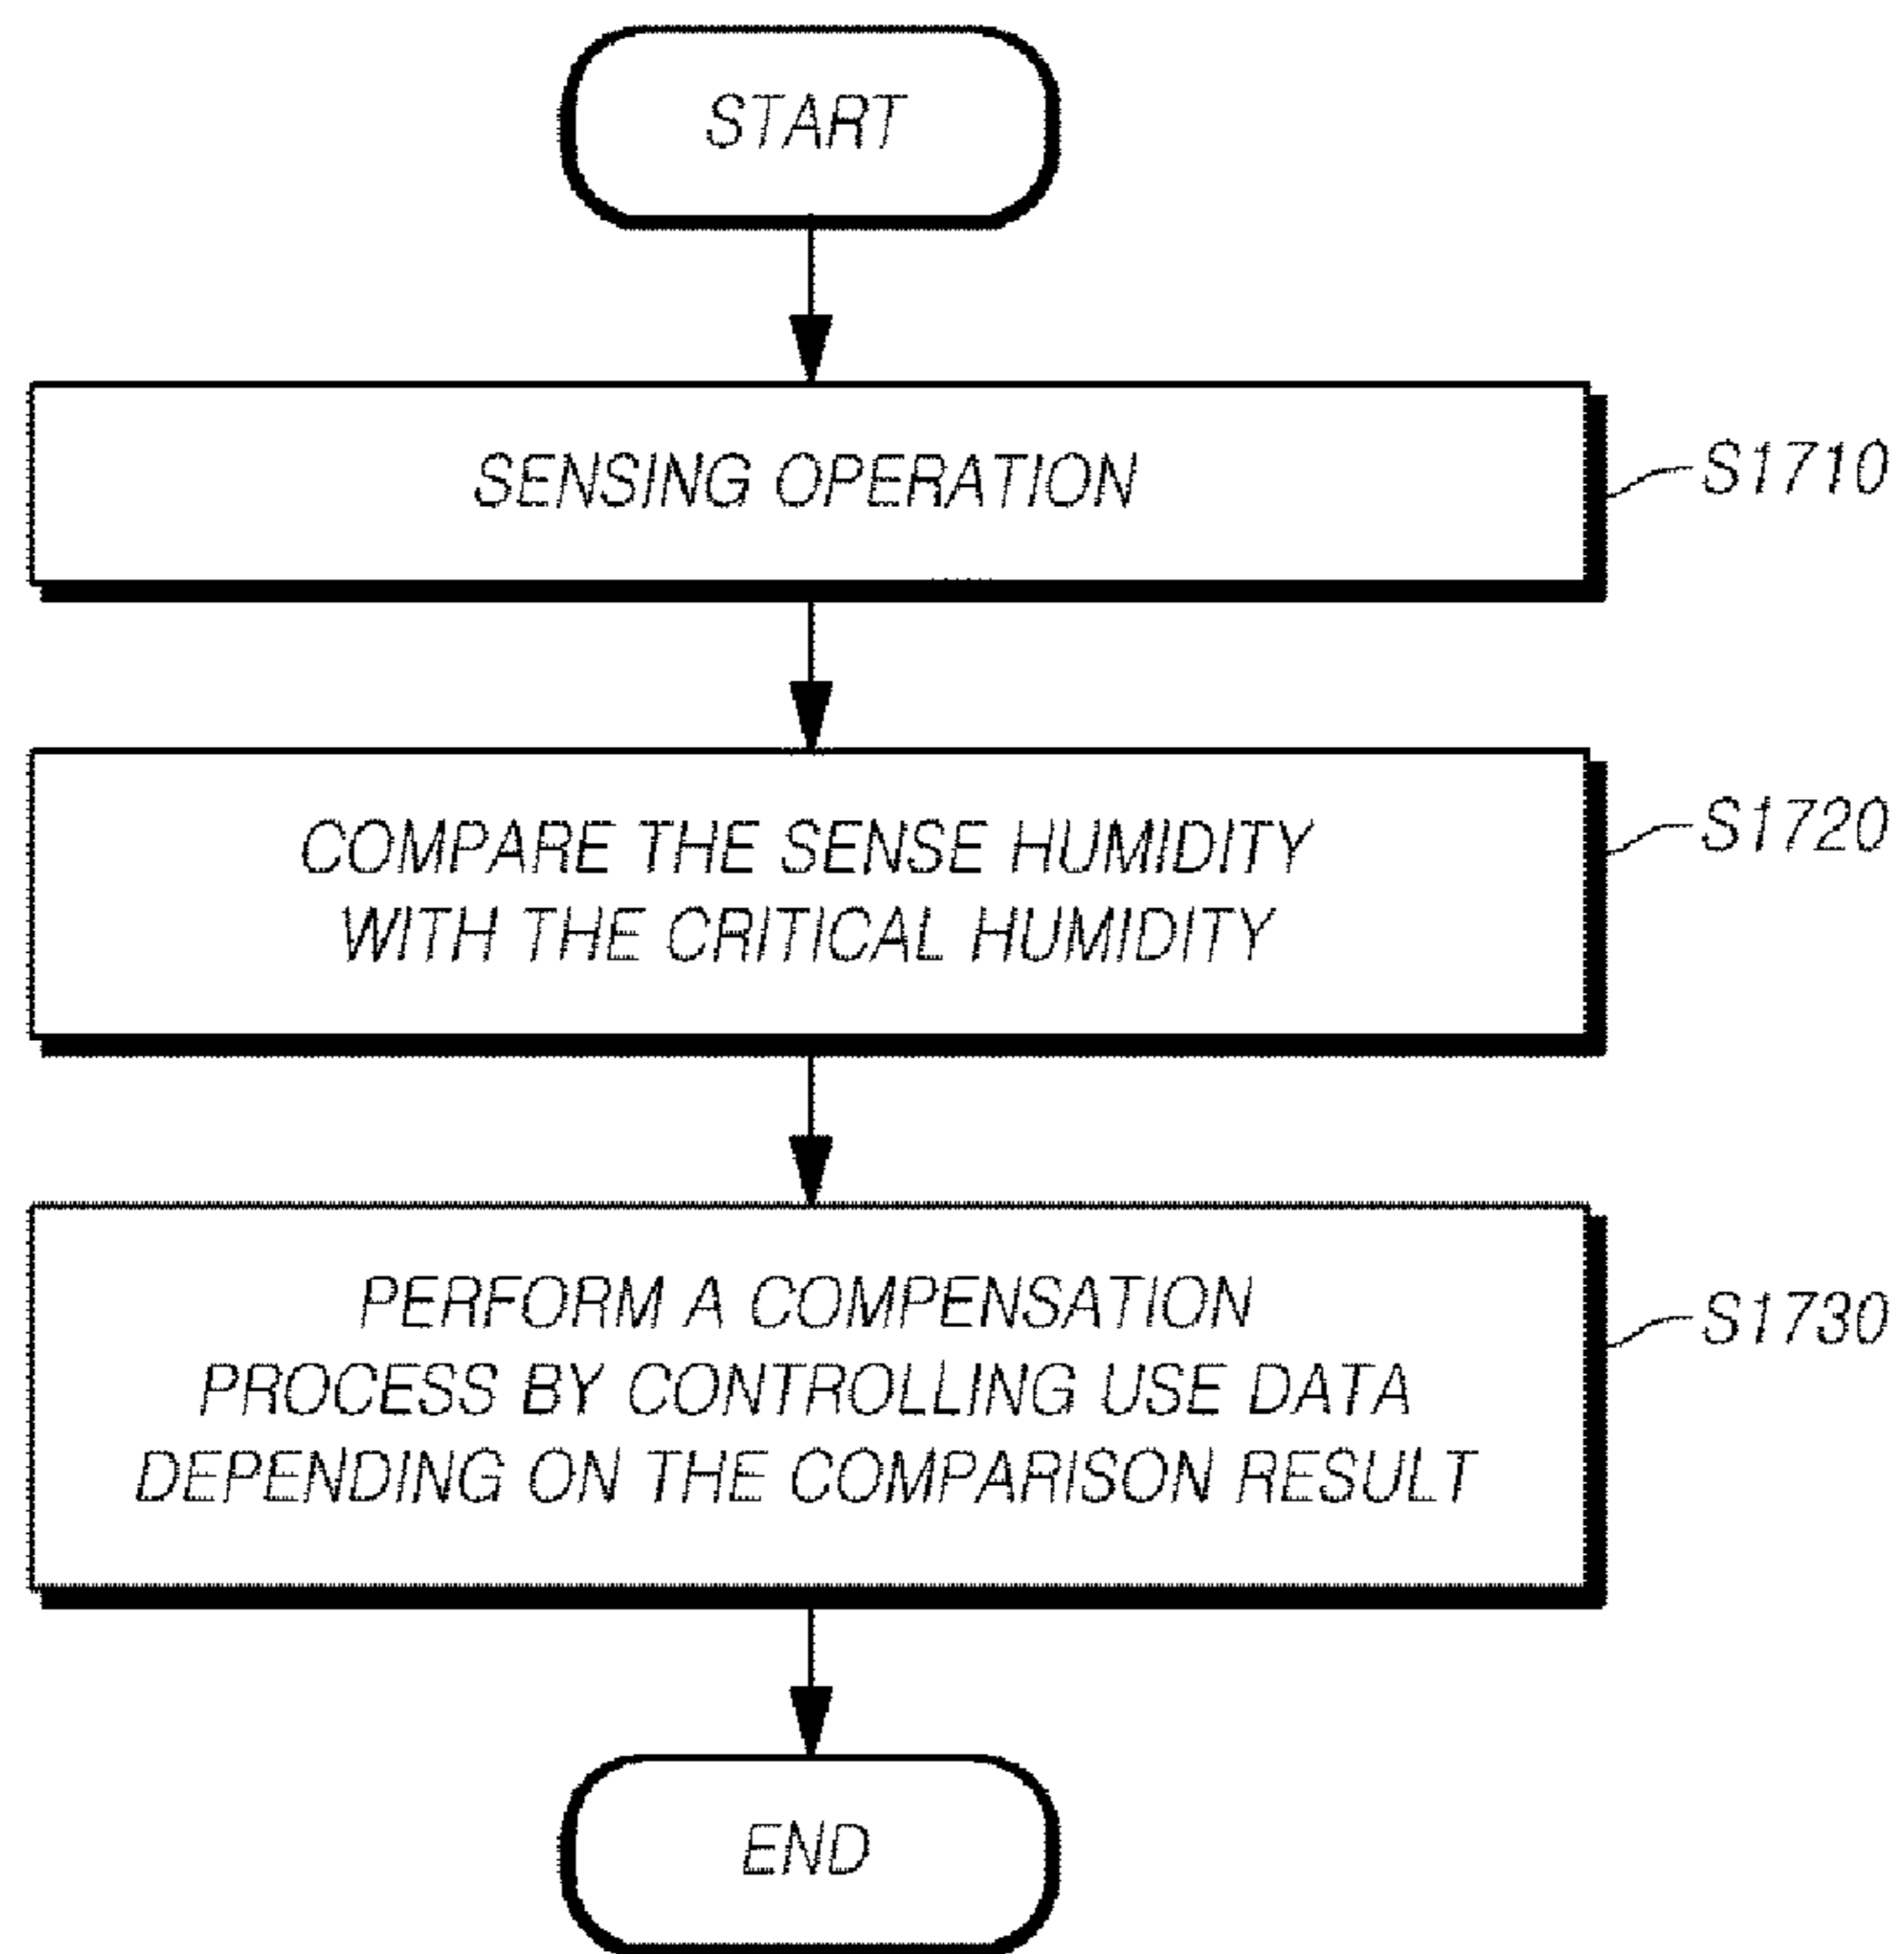 START
SENSING OPERATION
S1710
COMPARE THE SENSE HUMIDITY
WITH THE CRITICAL HUMIDITY
S1720
PERFORM A COMPENSATION
PROCESS BY CONTROLLING USE DATA
DEPENDING ON THE COMPARISON RESULT
S1730
END